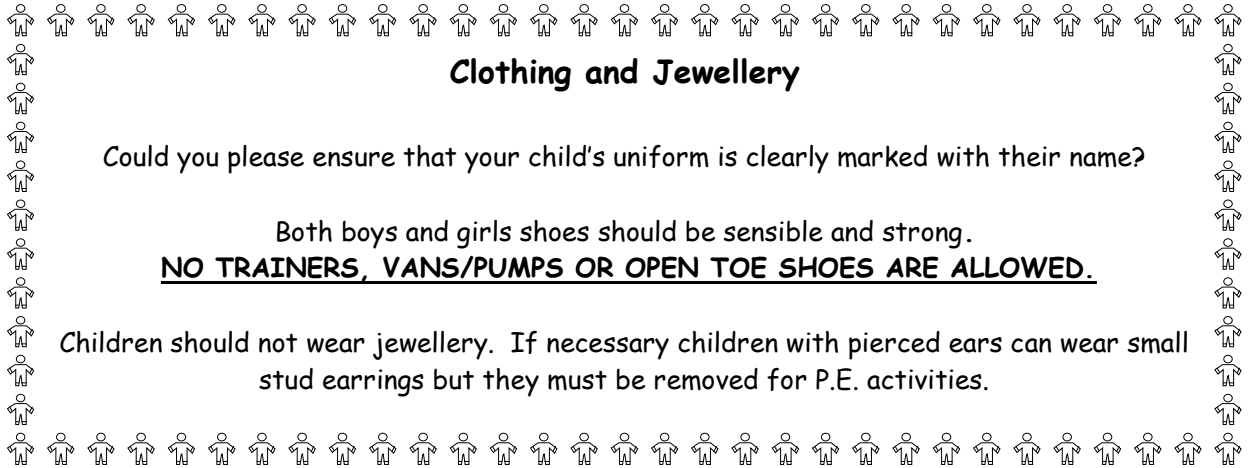 Clothing and Jewellery
Could you please ensure that your child's uniform is clearly marked with their name?
Both boys and girls shoes should be sensible and strong.
NO TRAINERS, VANS/PUMPS OR OPEN TOE SHOES ARE ALLOWED.
Children should not wear jewellery.  If necessary children with pierced ears can wear small
stud earrings but they must be removed for P.E. activities.